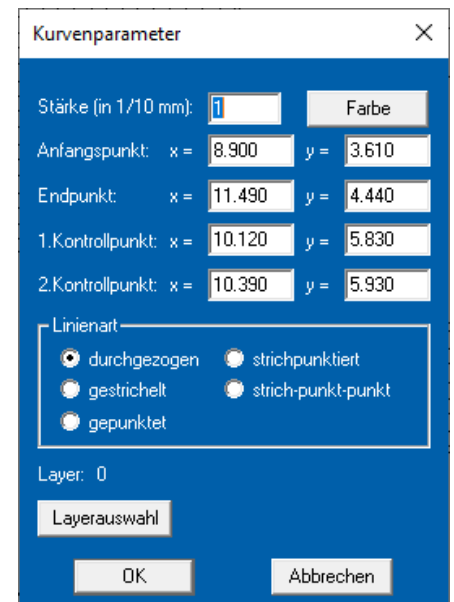 Kurvenparameter
Stärke (in 1/10 mm): 1 Farbe
Anfangspunkt: x = 8.900 y = 3.610
Endpunkt: x = 11.490 y = 4.440
1.Kontrollpunkt: x = 10.120 y = 5.830
2.Kontrollpunkt: x = 10.390 y = 5.930
Linienart
durchgezogen strichpunktiert
gestrichelt strich-punkt-punkt
gepunktet
Layer: 0
Layerauswahl
OK Abbrechen